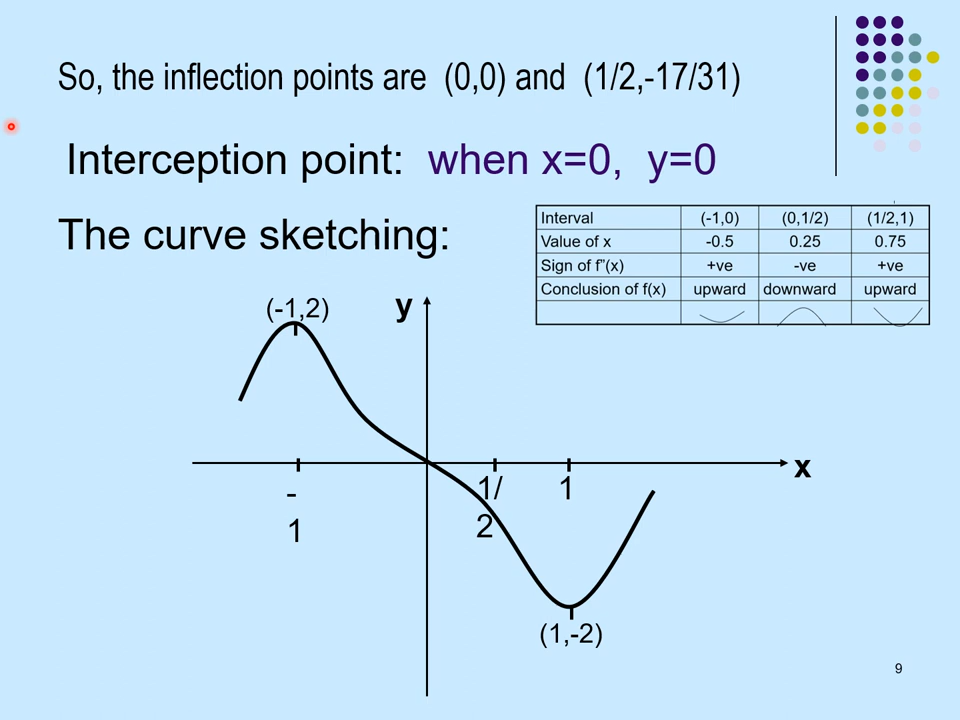 So, the inflection points are (0,0) and (1/2,-17/31)
Interception point: when x=0, y=0
The curve sketching:
Interval (-1,0) (0,1/2) (1/2,1)
Value of x -0.5 0.25 0.75
Sign of f”(x) +ve -ve +ve
Conclusion of f(x) upward downward upward
(-1,2)
y
x
-
1
1/
2
1
(1,-2)
9